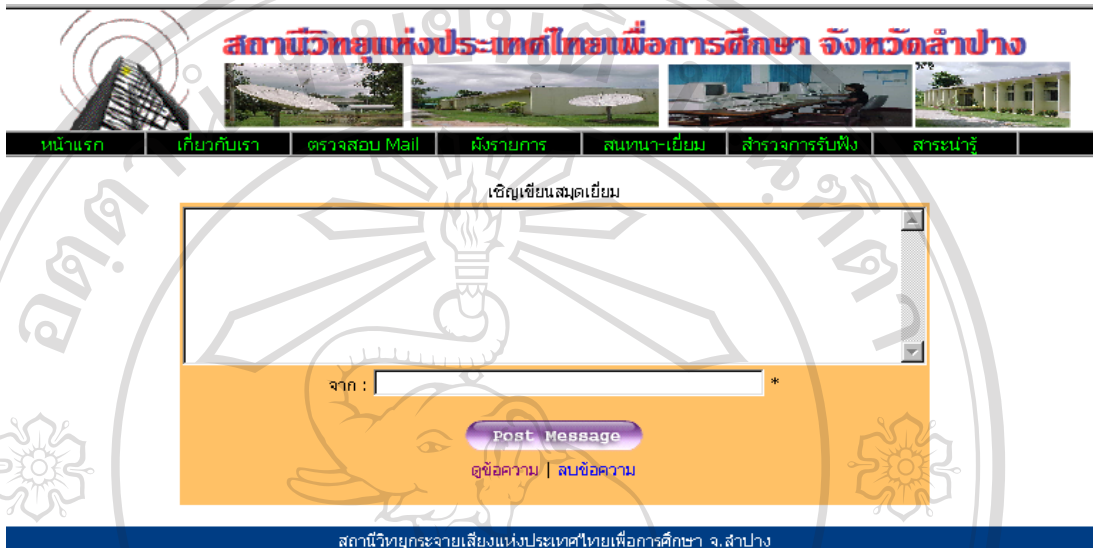 สถานีวิทยุแห่งประเทศไทยเพื่อการศึกษา จังหวัดลำปาง
หน้าแรก เกี่ยวกับเรา ตรวจสอบ Mail ผังรายการ สนทนา-เยี่ยม สำรวจการรับฟัง สาระน่ารู้
เชิญเขียนสมุดเยี่ยม
จาก : *
Post Message
ดูข้อความ | ลบข้อความ
สถานีวิทยุกระจายเสียงแห่งประเทศไทยเพื่อการศึกษา จ.ลำปาง